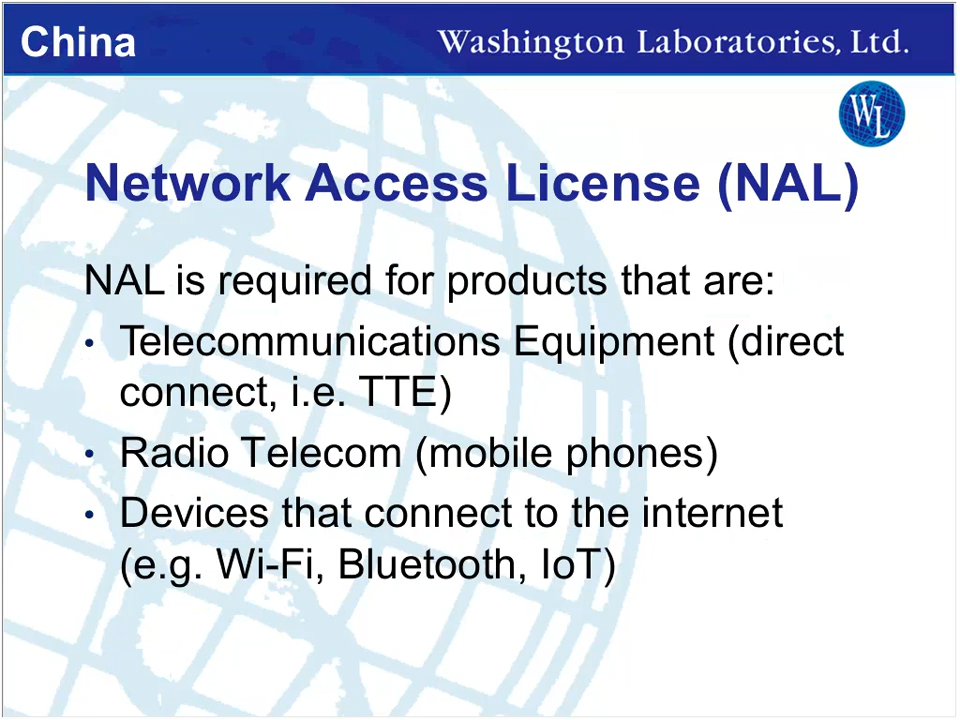 China
Washington Laboratories, Ltd.
WL
Network Access License (NAL)
NAL is required for products that are:
• Telecommunications Equipment (direct
connect, i.e. TTE)
• Radio Telecom (mobile phones)
• Devices that connect to the internet
(e.g. Wi-Fi, Bluetooth, IoT)